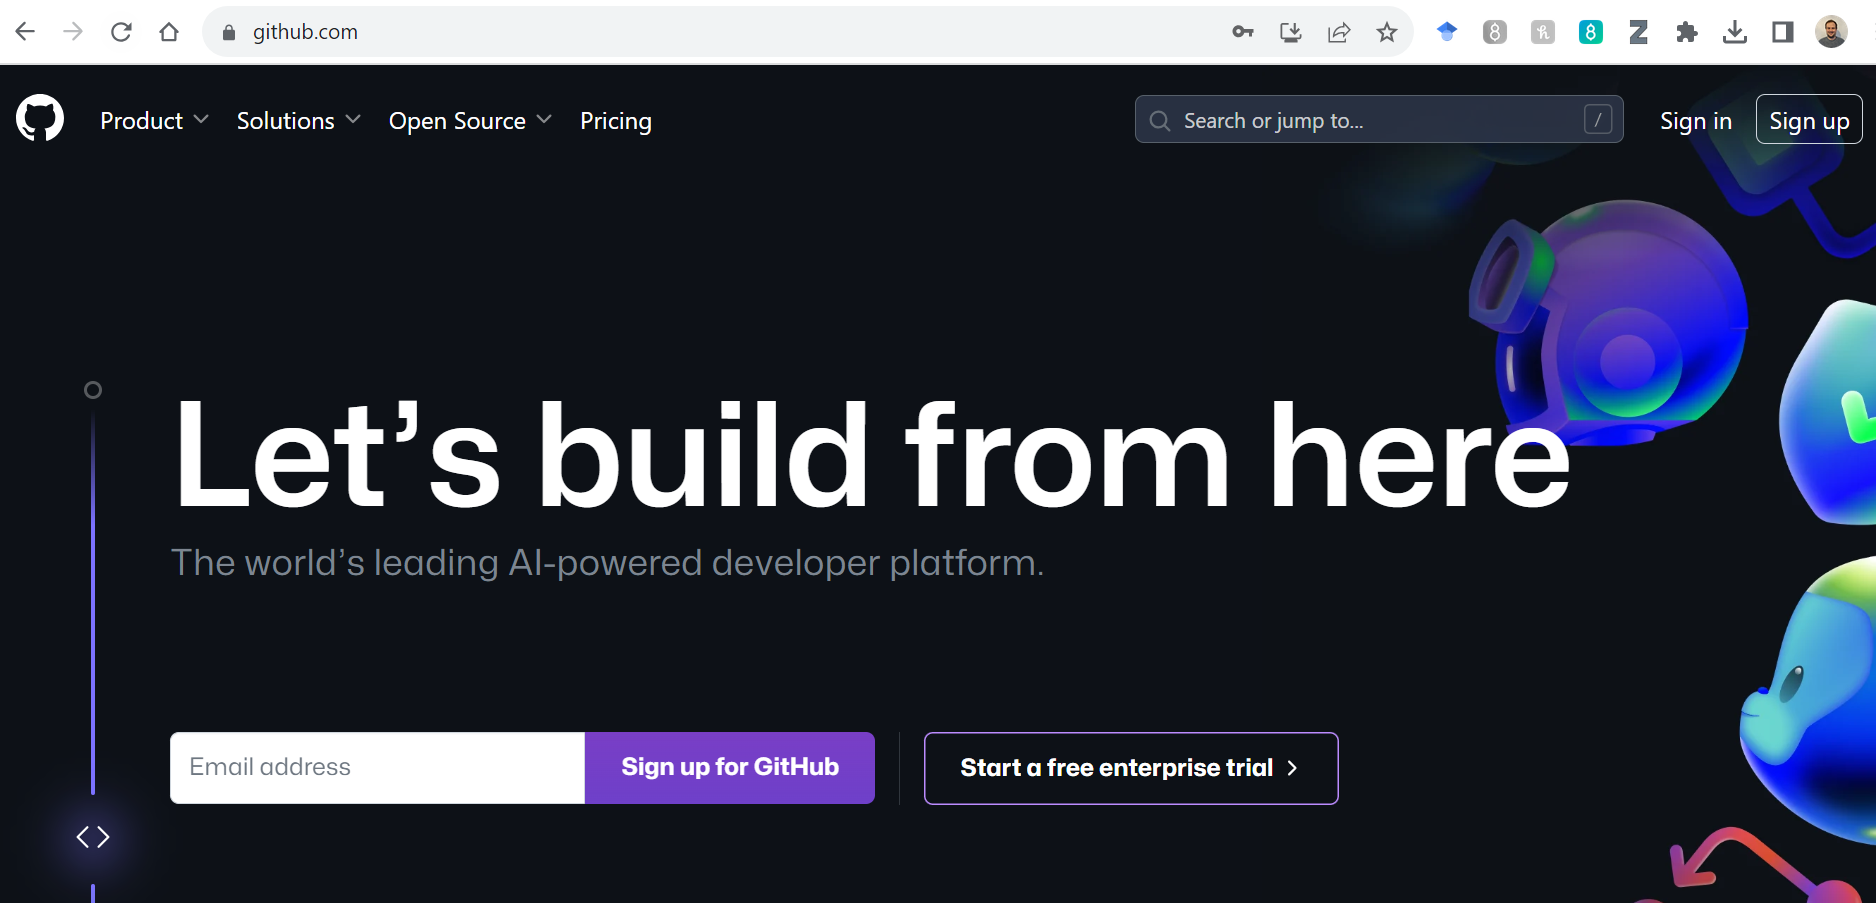 github.com
Product
Solutions
Open Source
Pricing
Search or jump to...
/
Sign in
Sign up
Let’s build from here
The world’s leading AI-powered developer platform.
Email address
Sign up for GitHub
Start a free enterprise trial